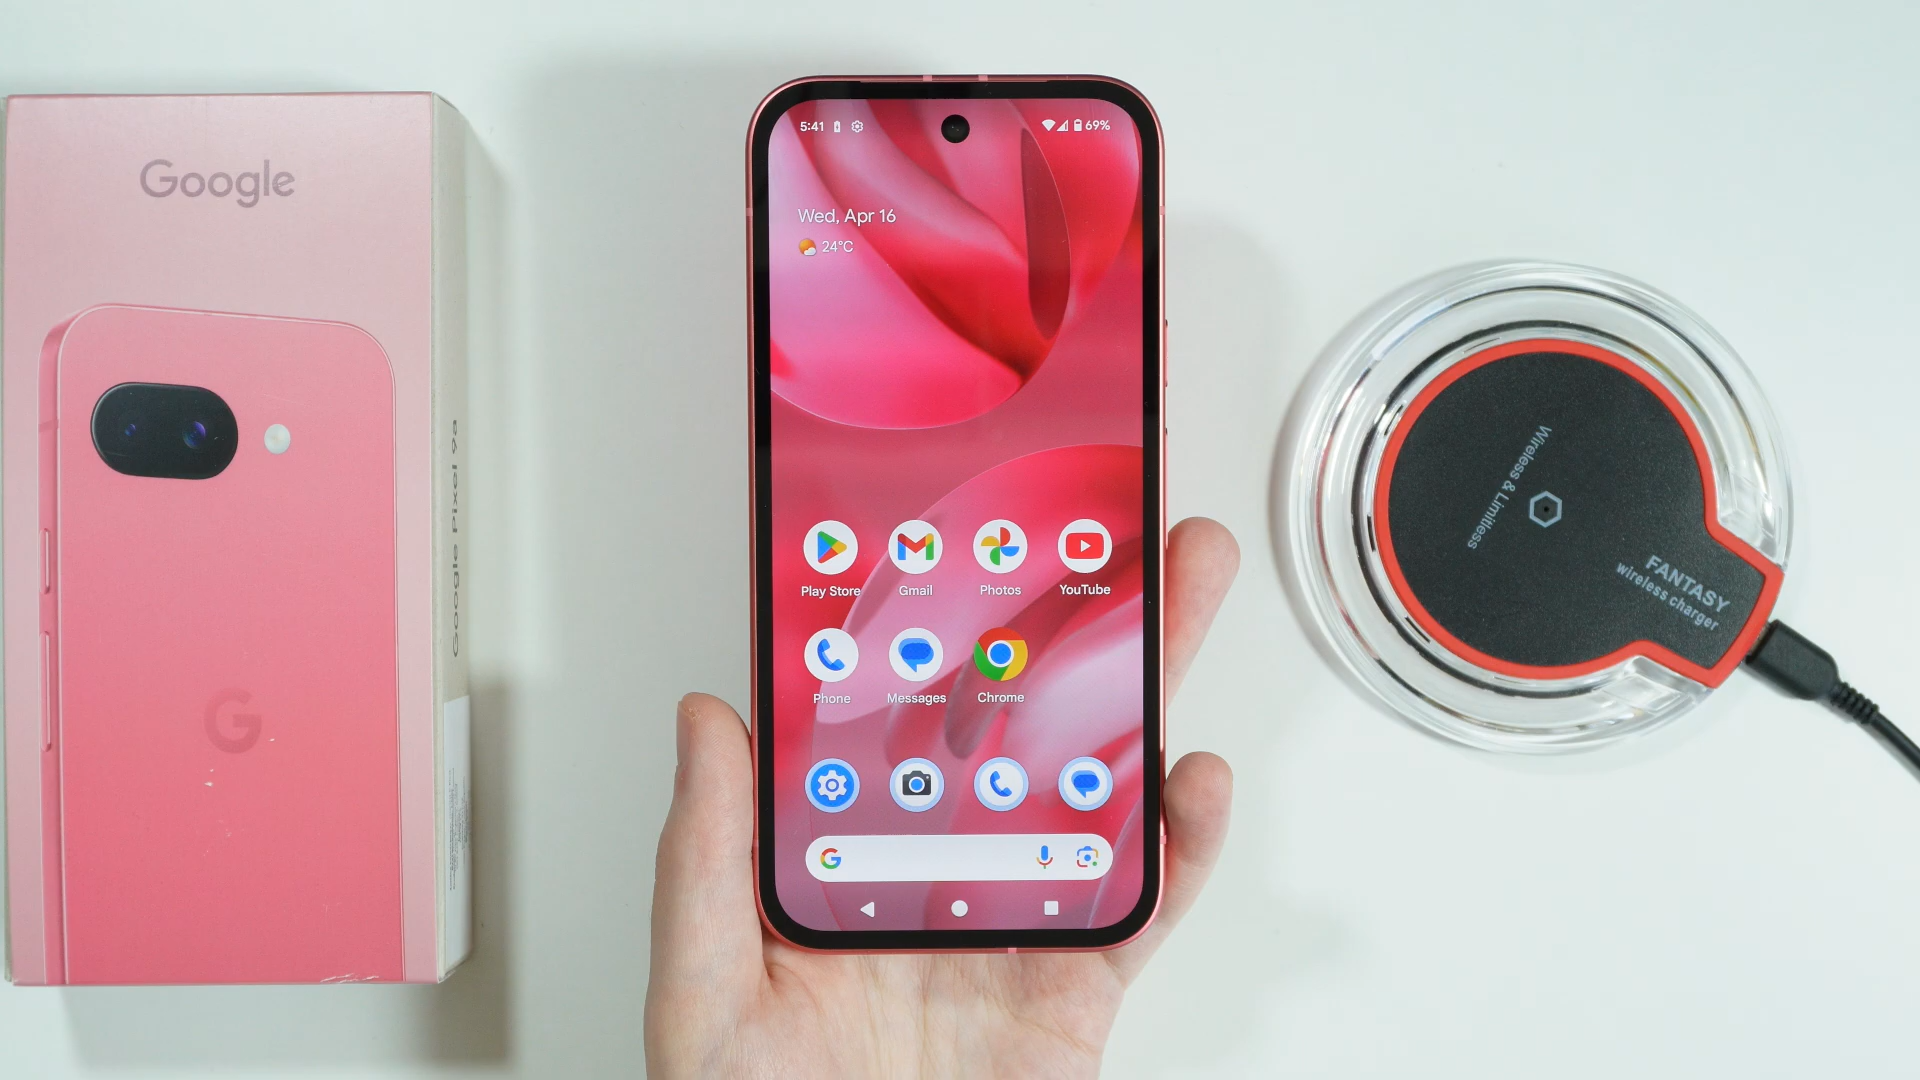 Google
Google Pixel 9a
5:41
69%
Wed, Apr 16
24°C
Play Store
Gmail
Photos
YouTube
Phone
Messages
Chrome
Wireless & Limitless
FANTASY
wireless charger